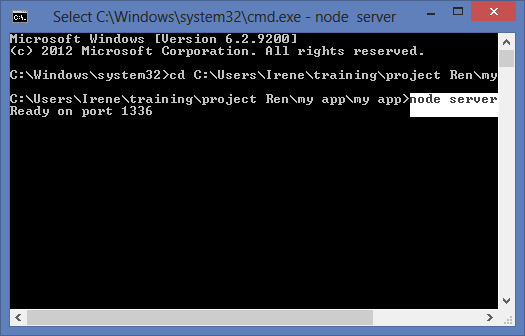 Select C:\Windows\system32\cmd.exe - node  server
Microsoft Windows [Version 6.2.9200]
(c) 2012 Microsoft Corporation. All rights reserved.
C:\Windows\system32>cd C:\Users\Irene\training\project Ren\my
C:\Users\Irene\training\project Ren\my app\my app>node server
Ready on port 1336